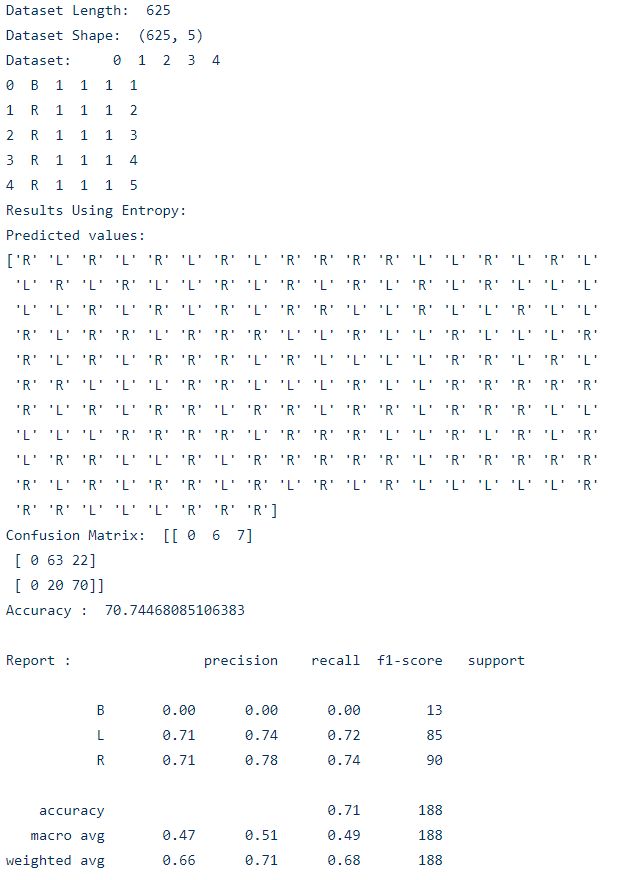 Dataset Length:  625
Dataset Shape:  (625, 5)
Dataset:     0  1  2  3  4
0  B  1  1  1  1
1  R  1  1  1  2
2  R  1  1  1  3
3  R  1  1  1  4
4  R  1  1  1  5
Results Using Entropy:
Predicted values:
['R' 'L' 'R' 'L' 'R' 'L' 'R' 'L' 'R' 'R' 'R' 'R' 'L' 'L' 'R' 'L' 'R' 'L'
 'L' 'R' 'L' 'R' 'L' 'L' 'R' 'L' 'R' 'L' 'R' 'L' 'R' 'L' 'R' 'L' 'L' 'L'
 'L' 'L' 'R' 'L' 'R' 'L' 'R' 'L' 'R' 'R' 'L' 'L' 'R' 'L' 'L' 'R' 'L' 'L'
 'R' 'L' 'R' 'R' 'L' 'R' 'R' 'R' 'L' 'L' 'R' 'L' 'L' 'R' 'L' 'L' 'L' 'R'
 'R' 'L' 'R' 'L' 'R' 'R' 'R' 'L' 'R' 'L' 'L' 'L' 'L' 'R' 'R' 'L' 'R' 'L'
 'R' 'R' 'L' 'L' 'L' 'R' 'R' 'L' 'L' 'L' 'R' 'L' 'L' 'R' 'R' 'R' 'R' 'R'
 'R' 'L' 'R' 'L' 'R' 'R' 'L' 'R' 'R' 'L' 'R' 'R' 'L' 'R' 'R' 'R' 'L' 'L'
 'L' 'L' 'L' 'R' 'R' 'R' 'R' 'L' 'R' 'R' 'R' 'L' 'L' 'R' 'L' 'R' 'L' 'R'
 'L' 'R' 'R' 'L' 'L' 'R' 'L' 'R' 'R' 'R' 'R' 'R' 'L' 'R' 'R' 'R' 'R' 'R'
 'R' 'L' 'R' 'L' 'R' 'R' 'L' 'R' 'L' 'R' 'L' 'R' 'L' 'L' 'L' 'L' 'L' 'R'
 'R' 'R' 'L' 'L' 'L' 'R' 'R' 'R']
Confusion Matrix:  [[ 0  6  7]
 [ 0 63 22]
 [ 0 20 70]]
Accuracy :  70.74468085106383
Report :                precision    recall  f1-score   support
           B       0.00      0.00      0.00        13
           L       0.71      0.74      0.72        85
           R       0.71      0.78      0.74        90
    accuracy                           0.71       188
   macro avg       0.47      0.51      0.49       188
weighted avg       0.66      0.71      0.68       188